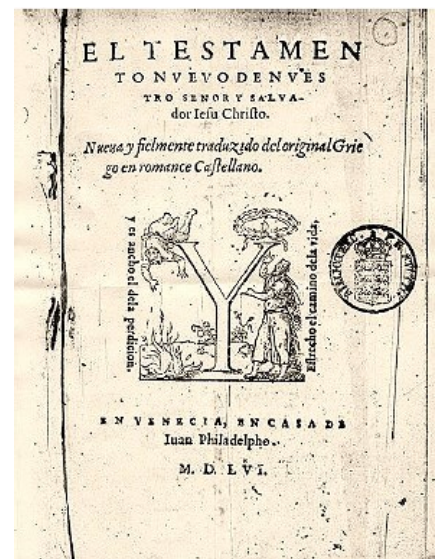 EL TESTAMEN
TO NVEVO DE NVES
TRO SENOR Y SALVA-
dor Iesu Christo.
Nueua y fielmente traduzido del original Grie
go en romance Castellano.
y es ancho el dela perdicion.
Y
Estrecho el camino dela vida,
EN VENECIA, EN CASA DE
Iuan Philadelpho.
M. D. LVI.